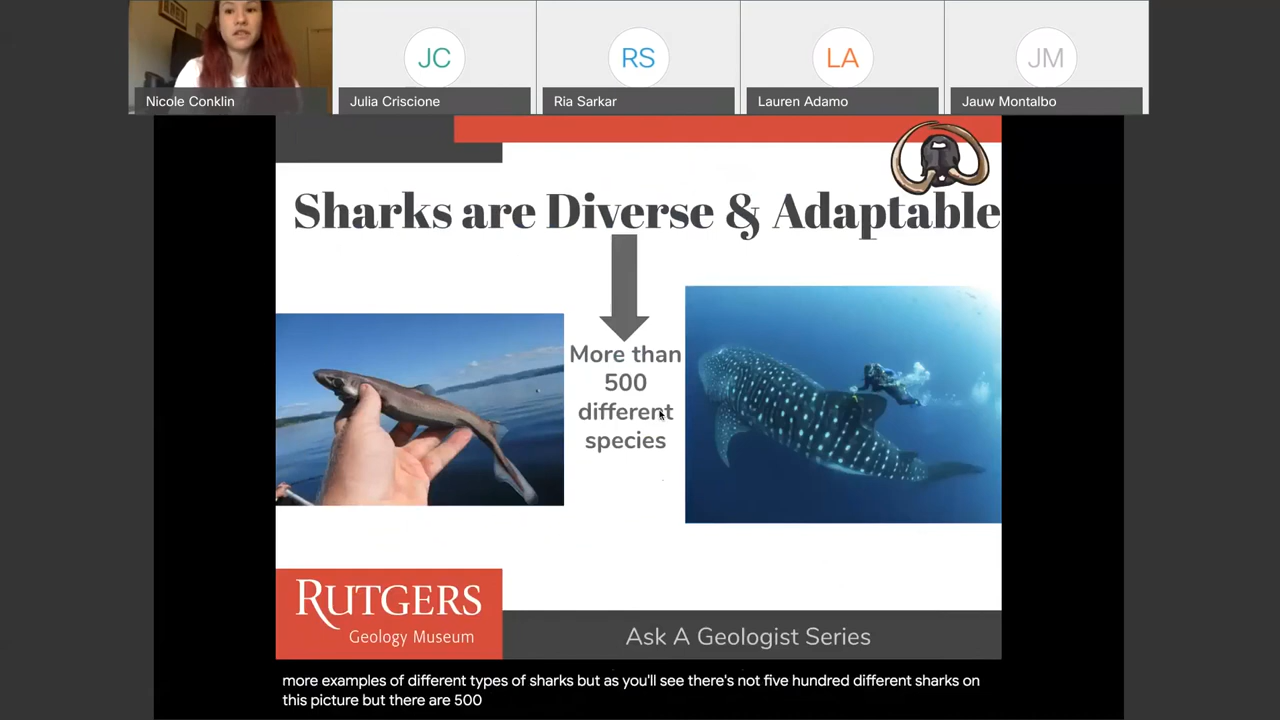 JC
RS
LA
JM
Nicole Conklin
Julia Criscione
Ria Sarkar
Lauren Adamo
Jauw Montalbo
Sharks are Diverse & Adaptable
More than
500
different
species
RUTGERS
Geology Museum
Ask A Geologist Series
more examples of different types of sharks but as you'll see there's not five hundred different sharks on
this picture but there are 500